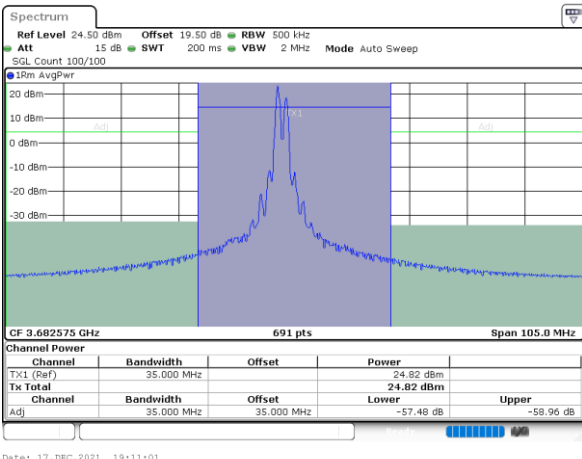 Spectrum
Ref Level 24.50 dBm Offset 19.50 dB RBW 500 kHz
Att 15 dB SWT 200 ms VBW 2 MHz Mode Auto Sweep
SGL Count 100/100
1Rm AvgPwr
20 dBm
10 dBm
Adj TX1 Adj
0 dBm
-10 dBm
-20 dBm
-30 dBm
CF 3.682575 GHz 691 pts Span 105.0 MHz
Channel Power
Channel Bandwidth Offset Power
TX1 (Ref) 35.000 MHz 24.82 dBm
Tx Total 24.82 dBm
Channel Bandwidth Offset Lower Upper
Adj 35.000 MHz 35.000 MHz -57.48 dB -58.96 dB
Ready
Date: 17.DEC.2021 19:11:01